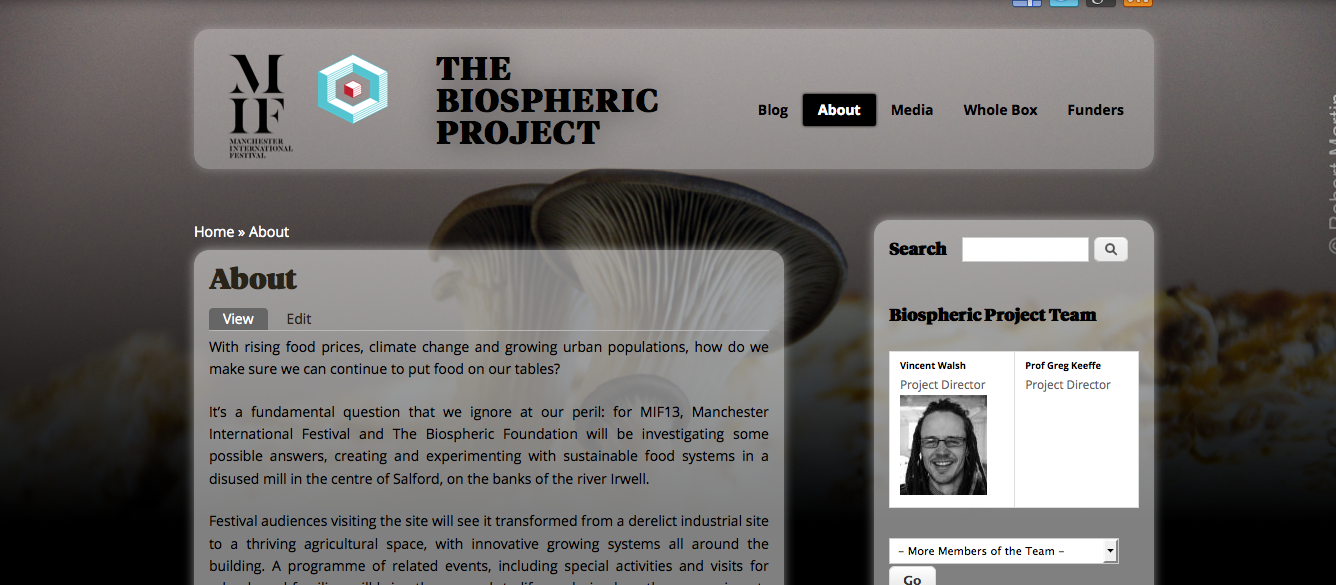 M
IF
MANCHESTER
INTERNATIONAL
FESTIVAL
THE
BIOSPHERIC
PROJECT
Blog
About
Media
Whole Box
Funders
© Robert Martin
Home » About
About
View
Edit
With rising food prices, climate change and growing urban populations, how do we
make sure we can continue to put food on our tables?
It's a fundamental question that we ignore at our peril: for MIF13, Manchester
International Festival and The Biospheric Foundation will be investigating some
possible answers, creating and experimenting with sustainable food systems in a
disused mill in the centre of Salford, on the banks of the river Irwell.
Festival audiences visiting the site will see it transformed from a derelict industrial site
to a thriving agricultural space, with innovative growing systems all around the
building. A programme of related events, including special activities and visits for
Search
Biospheric Project Team
Vincent Walsh
Project Director
Prof Greg Keeffe
Project Director
– More Members of the Team –
Go